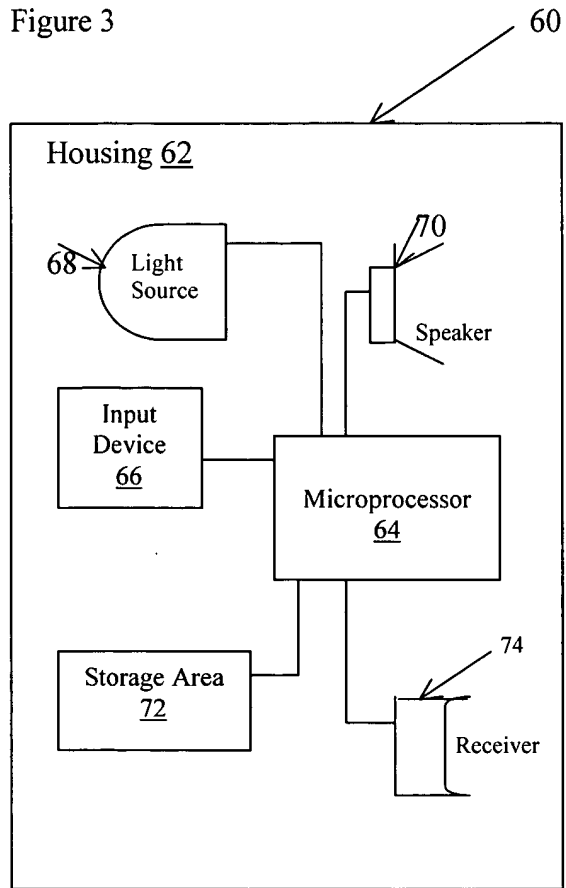 Figure 3
60
Housing 62
68
Light
Source
70
Speaker
Input
Device
66
Microprocessor
64
Storage Area
72
74
Receiver